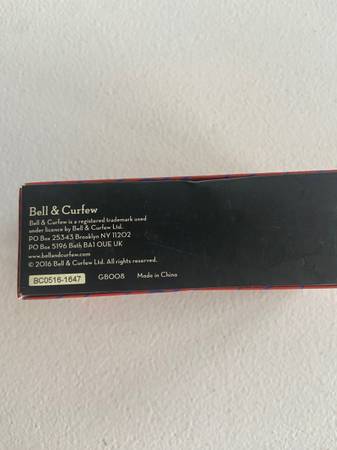 Bell & Curfew
Bell & Curfew is a registered trademark used
under licence by Bell & Curfew Ltd.
PO Box 25343 Brooklyn NY 11202
PO Box 5196 Bath BA1 0UE UK
www.bellandcurfew.com
© 2016 Bell & Curfew Ltd. All rights reserved.
BC0516-1647 GB008 Made in China